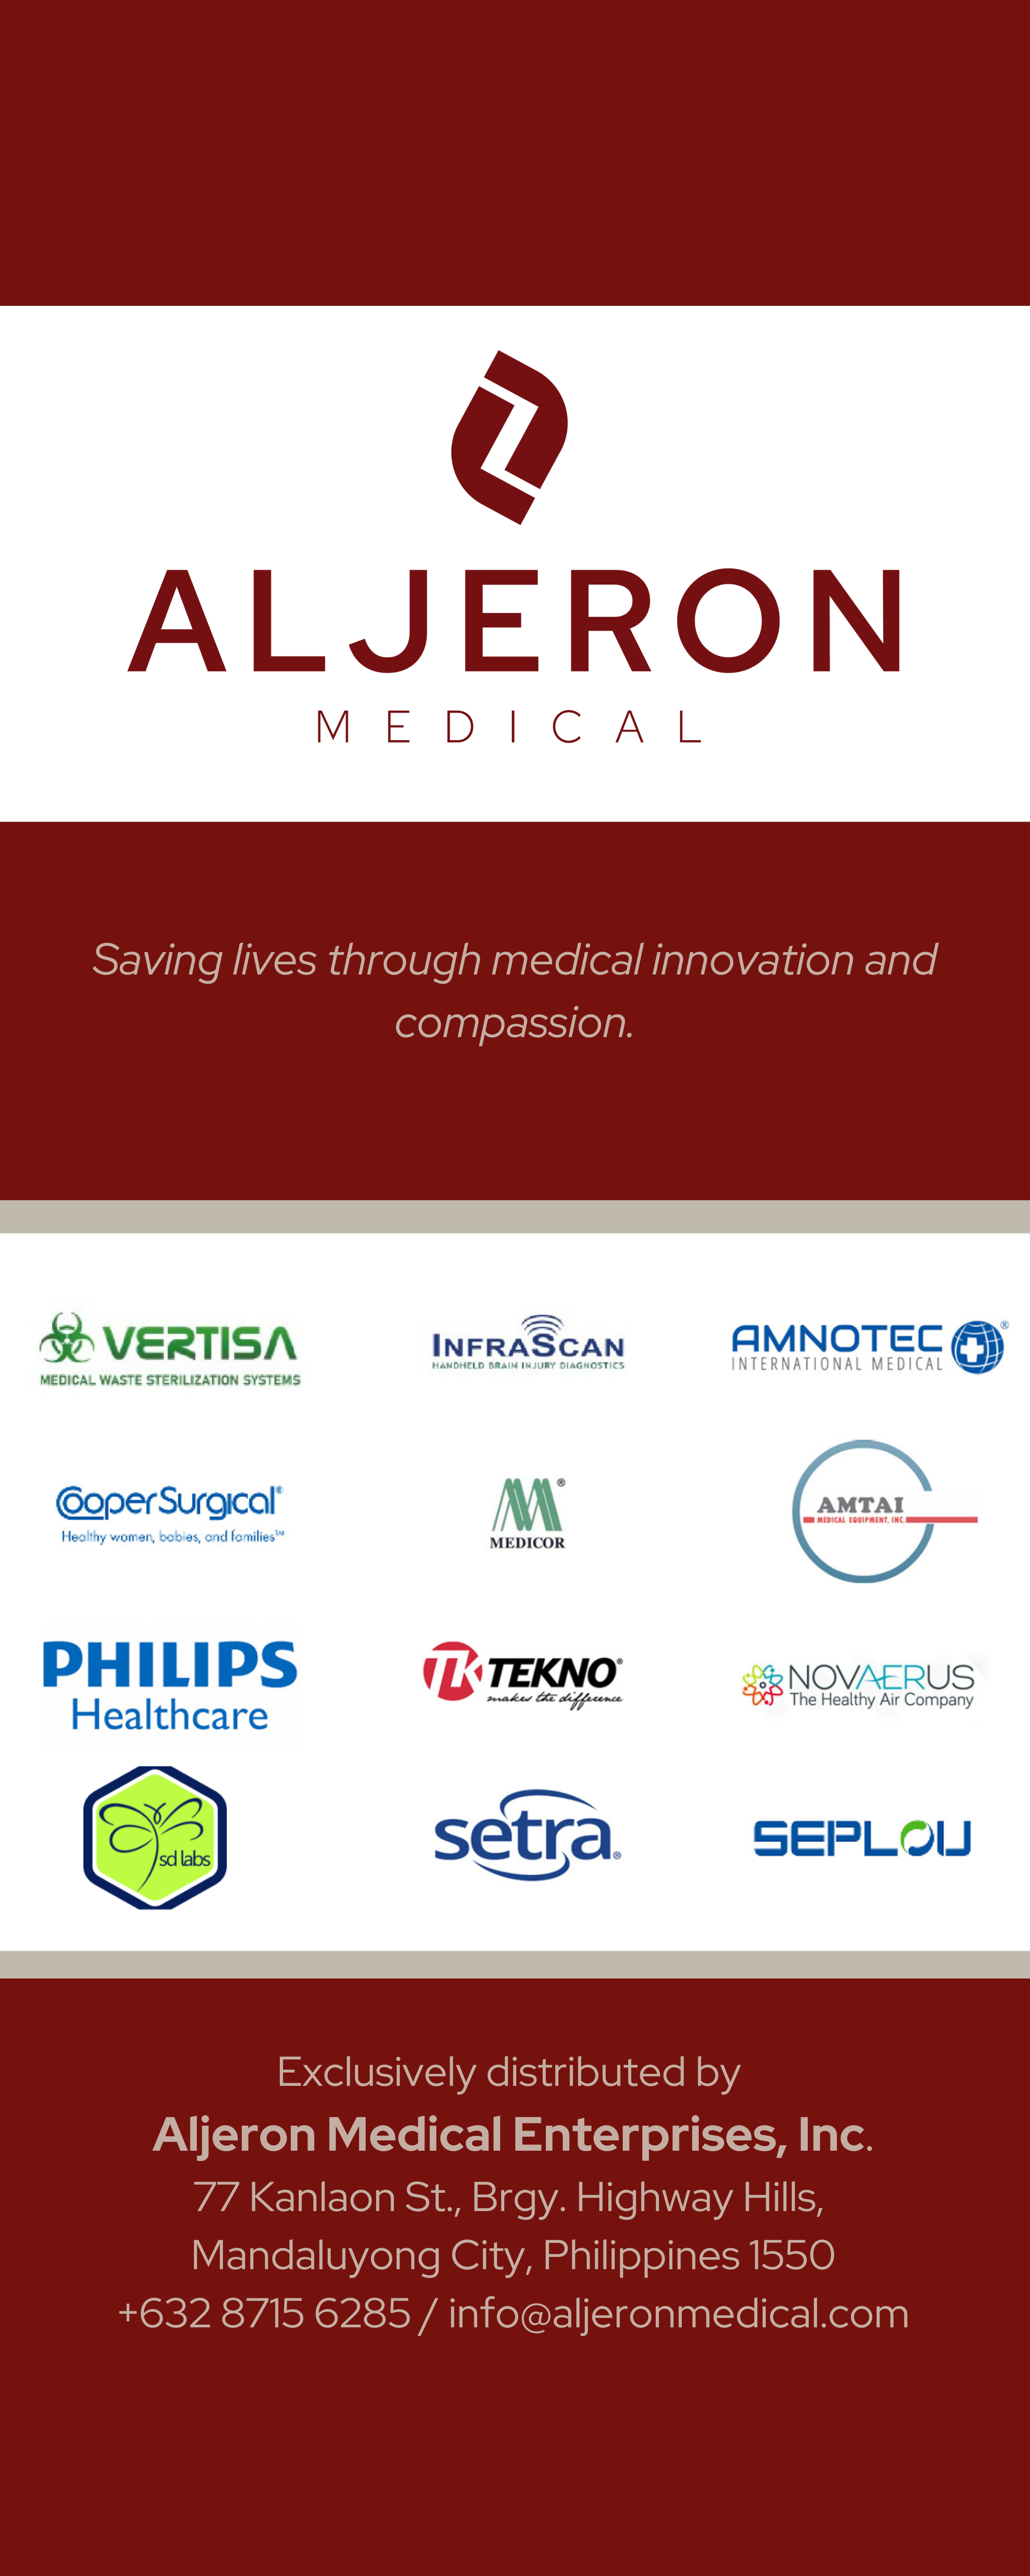 ALJERON
MEDICAL
Saving lives through medical innovation and
compassion.
VERTISA
MEDICAL WASTE STERILIZATION SYSTEMS
INFRASCAN
HANDHELD BRAIN INJURY DIAGNOSTICS
AMNOTEC®
INTERNATIONAL MEDICAL
CooperSurgical®
Healthy women, babies, and families™
M®
MEDICOR
AMTAI
MEDICAL EQUIPMENT, INC.
PHILIPS
Healthcare
TK TEKNO®
makes the difference
NOVAERUS
The Healthy Air Company
sd labs
setra®
SEPLOU
Exclusively distributed by
Aljeron Medical Enterprises, Inc.
77 Kanlaon St., Brgy. Highway Hills,
Mandaluyong City, Philippines 1550
+632 8715 6285 / info@aljeronmedical.com